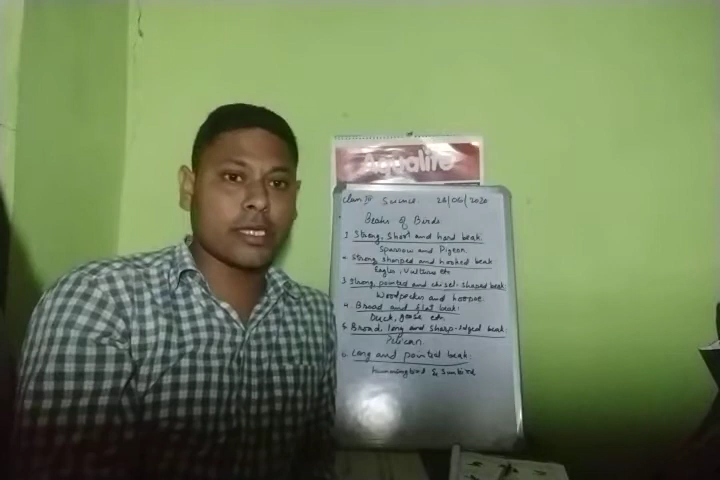 Aqualite
Class IV Science 26/06/2020
Beaks of Birds
1. Strong, Short and hard beak:
Sparrow and Pigeon.
2. Strong sharped and hooked beak
Eagles, Vultures etc
3. Strong, pointed and chisel-shaped beak:
Woodpecker and hoopoe.
4. Broad and flat beak:
Duck, geese etc.
5. Broad, long and sharp-edged beak:
Pelican.
6. Long and pointed beak:
Hummingbird & Sunbird